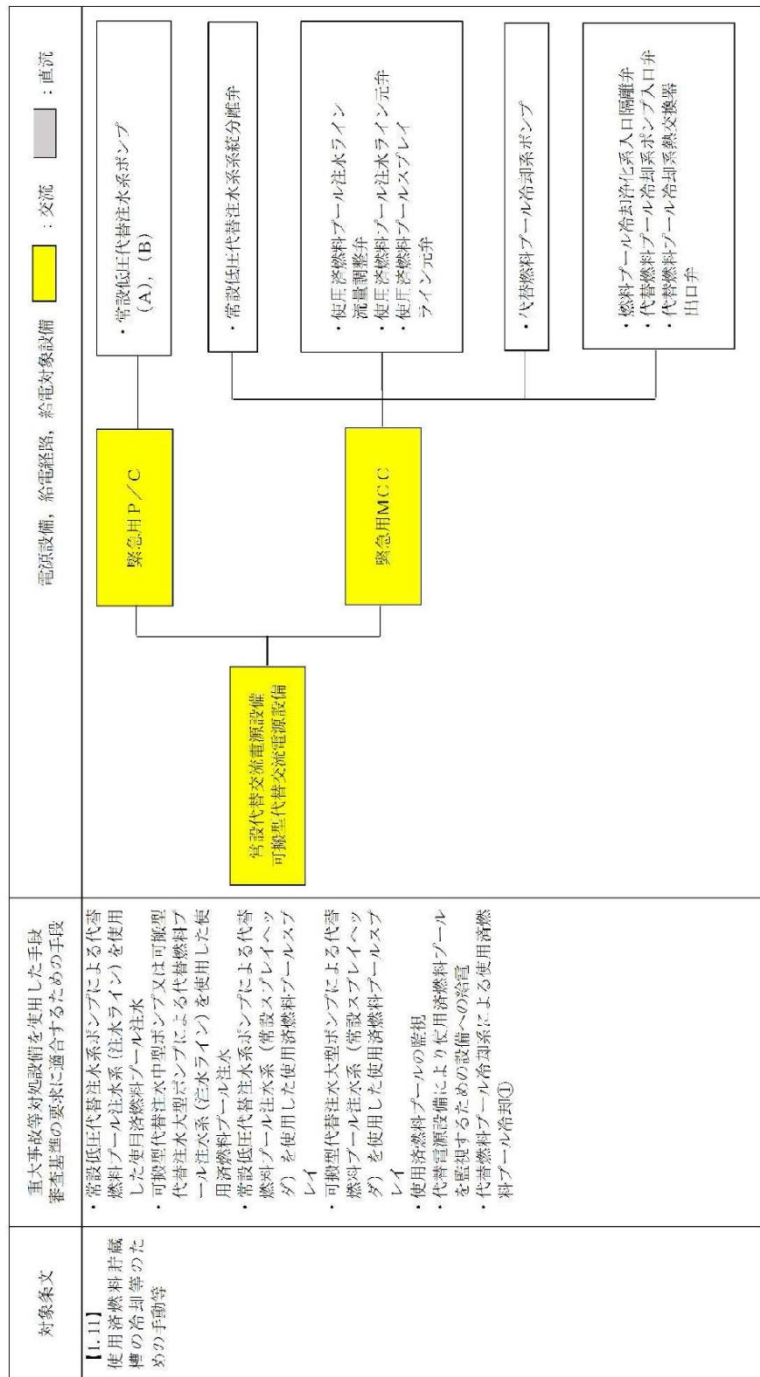 対象条文
重大事故等対処設備を使用した手段
審査基準の要求に適合するための手段
電源設備，給電経路，給電対象設備
：交流
：直流
【1.11】
使用済燃料貯蔵
槽の冷却等のた
めの手動等
・常設低圧代替注水系ポンプによる代替
燃料プール注水系（注水ライン）を使用
した使用済燃料プール注水
・可搬型代替注水中型ポンプ又は可搬型
代替注水大型ポンプによる代替燃料プ
ール注水系（注水ライン）を使用した使
用済燃料プール注水
・常設低圧代替注水系ポンプによる代替
燃料プール注水系（常設スプレイヘッ
ダ）を使用した使用済燃料プールスプ
レイ
・可搬型代替注水大型ポンプによる代替
燃料プール注水系（常設スプレイヘッ
ダ）を使用した使用済燃料プールスプ
レイ
・使用済燃料プールの監視
・代替電源設備により使用済燃料プール
を監視するための設備への給電
・代替燃料プール冷却系による使用済燃
料プール冷却①
常設代替交流電源設備
可搬型代替交流電源設備
緊急用Ｐ／Ｃ
緊急用ＭＣＣ
・常設低圧代替注水系ポンプ
（A），（B）
・常設低圧代替注水系系統分離弁
・使用済燃料プール注水ライン
流量調整弁
・使用済燃料プール注水ライン元弁
・使用済燃料プールスプレイ
ライン元弁
・代替燃料プール冷却系ポンプ
・燃料プール冷却浄化系入口隔離弁
・代替燃料プール冷却系ポンプ入口弁
・代替燃料プール冷却系熱交換器
出口弁